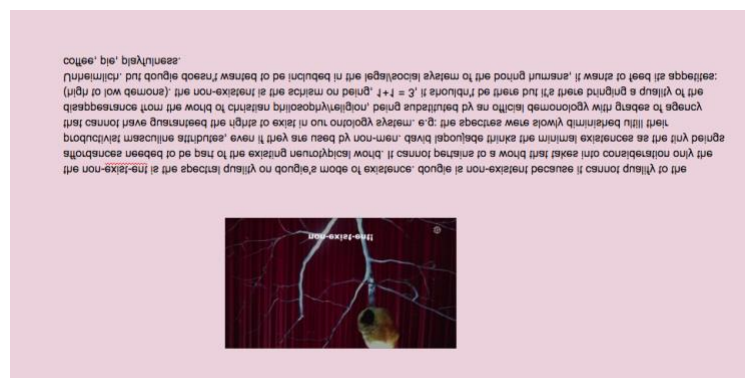 non-exist-ent!
the non-exist-ent is the spectral quality on dougie's mode of existence. dougie is non-existent because it cannot qualify to the
affordances needed to be part of the existing neurotypical world. it cannot pertains to a world that takes into consideration only the
productivist masculine attributes, even if they are used by non-men. david lapoujade thinks the minimal existences as the tiny beings
that cannot have guaranteed the rights to exist in our ontology system. e.g: the spectres were slowly diminished ultill their
disappearance from the world of christian philosophy/religion, being substituted by an official demonology with grades of agency
(high to low demons). the non-existent is the schism on being, 1+1 = 3, it shouldn't be there but it's there bringing a quality of the
Unheimlich. but dougie doesn't wanted to be included in the legal/social system of the boring humans, it wants to feed its appetites:
coffee, pie, playfulness.